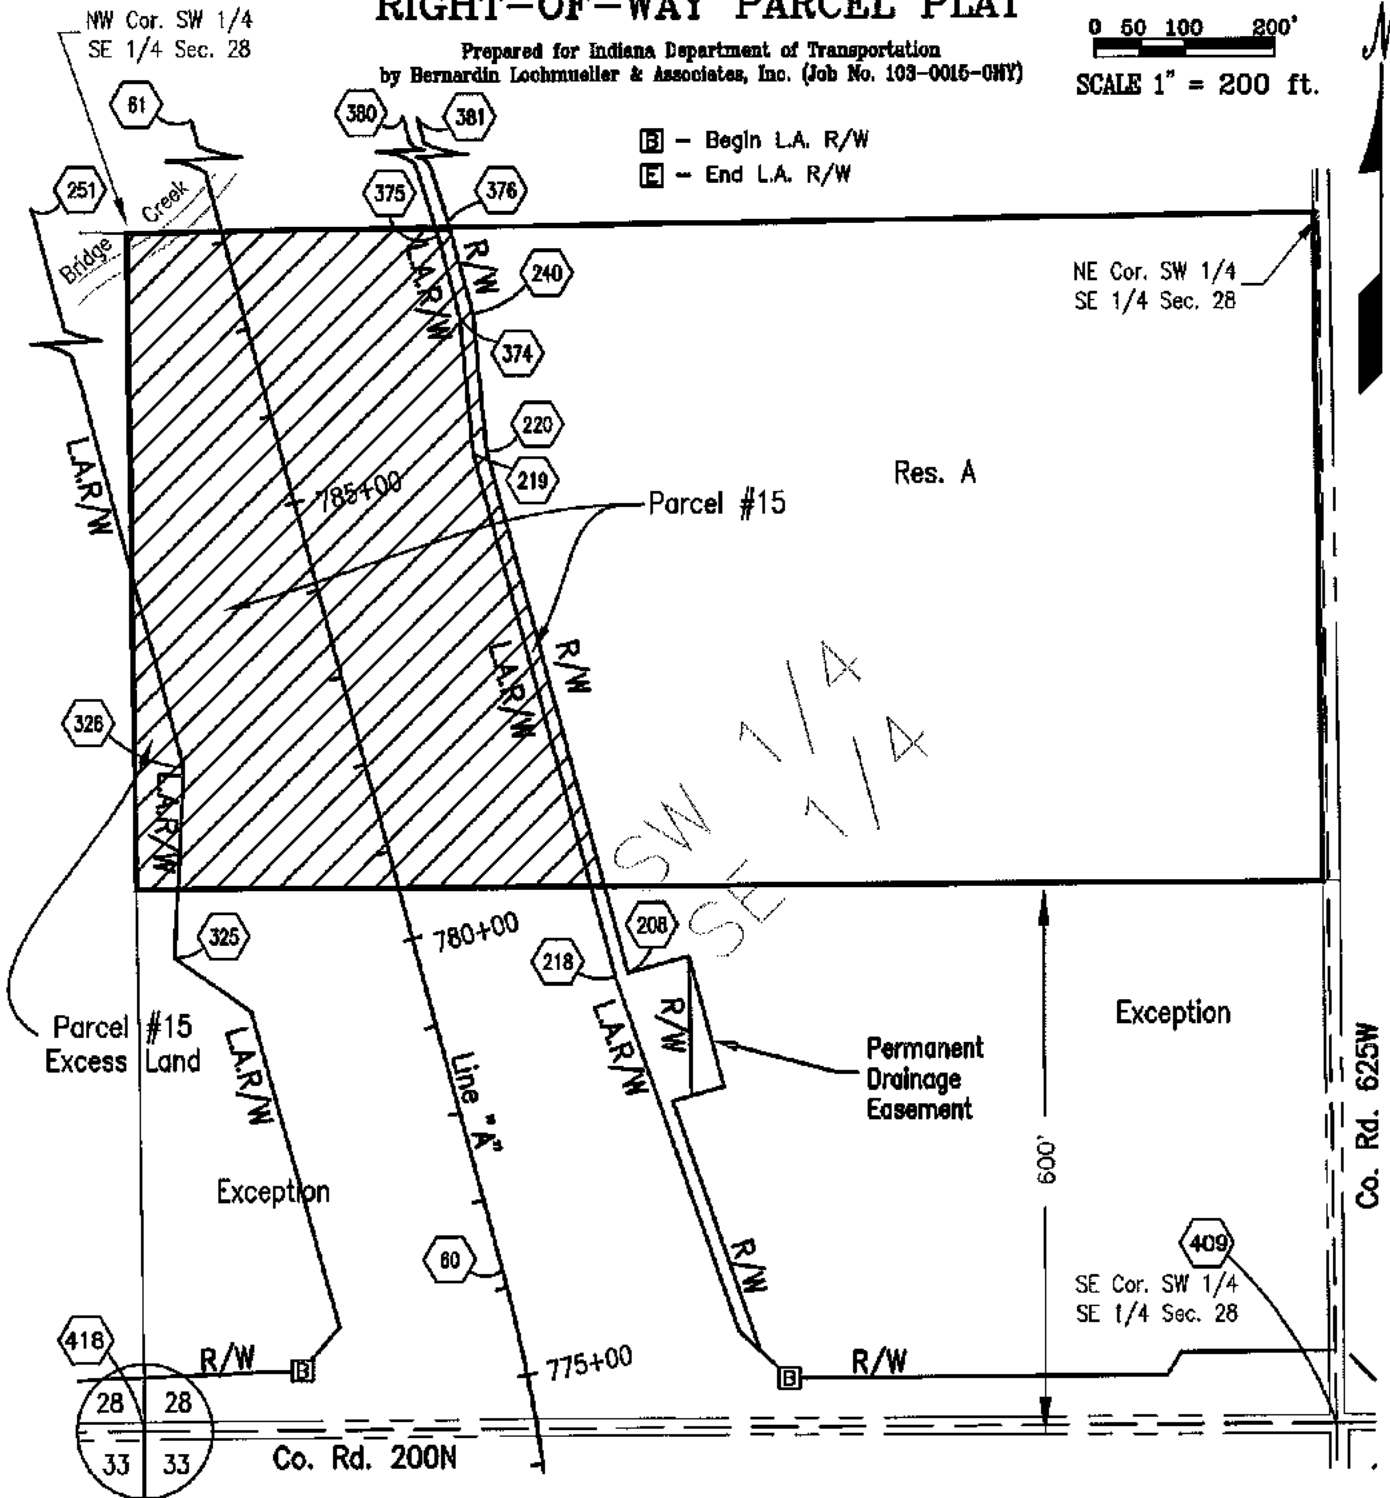 RIGHT-OF-WAY PARCEL PLAT
Prepared for Indiana Department of Transportation
by Bernardin Lochmueller & Associates, Inc. (Job No. 103-0015-0HY)
0 50 100 200'
SCALE 1" = 200 ft.
N
NW Cor. SW 1/4
SE 1/4 Sec. 28
B - Begin L.A. R/W
E - End L.A. R/W
61
380
381
251
375
376
Bridge Creek
R/W
L.A.R/W
240
NE Cor. SW 1/4
SE 1/4 Sec. 28
374
220
219
L.A.R/W
785+00
Parcel #15
Res. A
R/W
L.A.R/W
326
L.A.R/W
SW 1/4
SE 1/4
325
780+00
218
208
Parcel #15
Excess Land
L.A.R/W
Line "A"
L.A.R/W
R/W
Permanent
Drainage
Easement
Exception
600'
Co. Rd. 625W
Exception
60
R/W
409
SE Cor. SW 1/4
SE 1/4 Sec. 28
418
R/W
B
775+00
B
R/W
28 28
33 33
Co. Rd. 200N